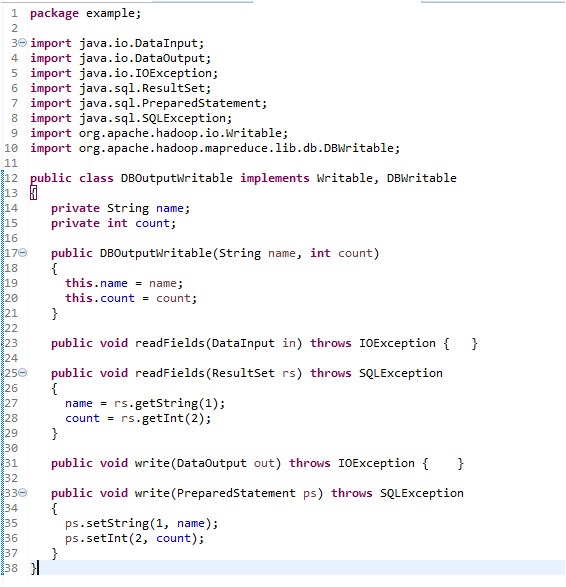 1 package example;
2
3 import java.io.DataInput;
4 import java.io.DataOutput;
5 import java.io.IOException;
6 import java.sql.ResultSet;
7 import java.sql.PreparedStatement;
8 import java.sql.SQLException;
9 import org.apache.hadoop.io.Writable;
10 import org.apache.hadoop.mapreduce.lib.db.DBWritable;
11
12 public class DBOutputWritable implements Writable, DBWritable
13 {
14    private String name;
15    private int count;
16
17    public DBOutputWritable(String name, int count)
18    {
19      this.name = name;
20      this.count = count;
21    }
22
23    public void readFields(DataInput in) throws IOException {   }
24
25    public void readFields(ResultSet rs) throws SQLException
26    {
27      name = rs.getString(1);
28      count = rs.getInt(2);
29    }
30
31    public void write(DataOutput out) throws IOException {    }
32
33    public void write(PreparedStatement ps) throws SQLException
34    {
35      ps.setString(1, name);
36      ps.setInt(2, count);
37    }
38 }